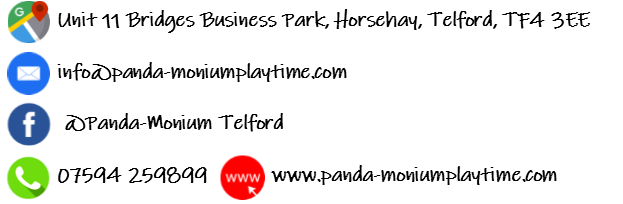 Unit 11 Bridges Business Park, Horsehay, Telford, TF4 3EE
info@panda-moniumplaytime.com
@Panda-Monium Telford
07594 259899 www www.panda-moniumplaytime.com